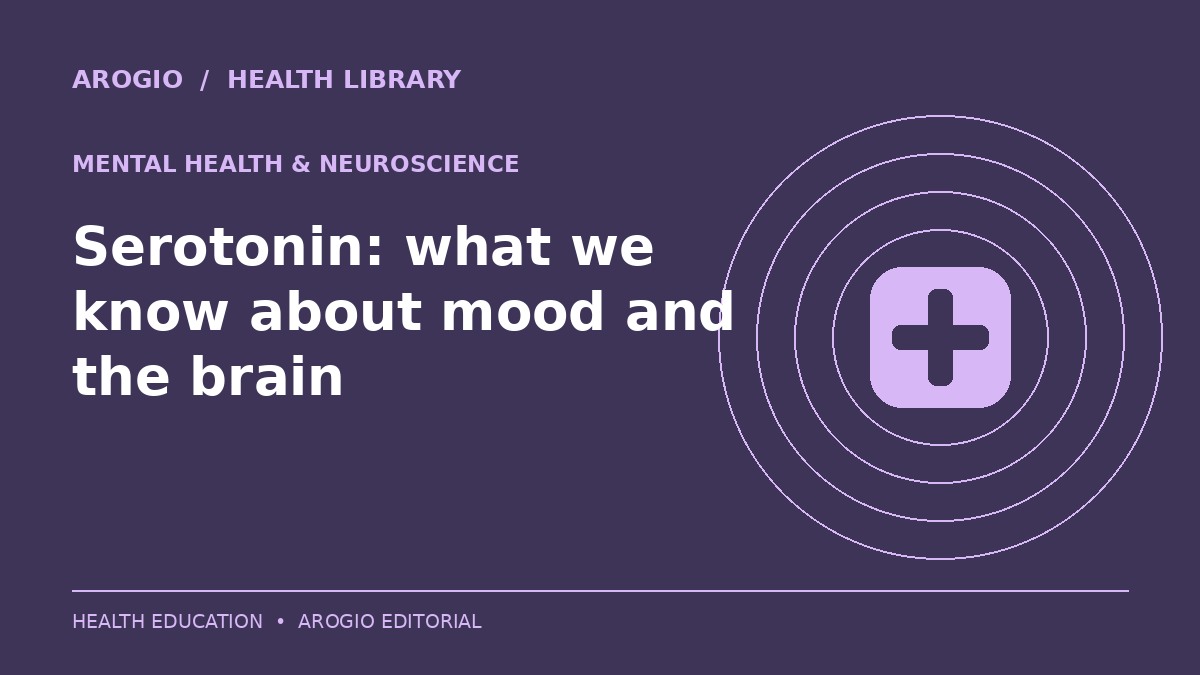 AROGIO / HEALTH LIBRARY
MENTAL HEALTH & NEUROSCIENCE
Serotonin: what we
know about mood and
the brain
HEALTH EDUCATION • AROGIO EDITORIAL